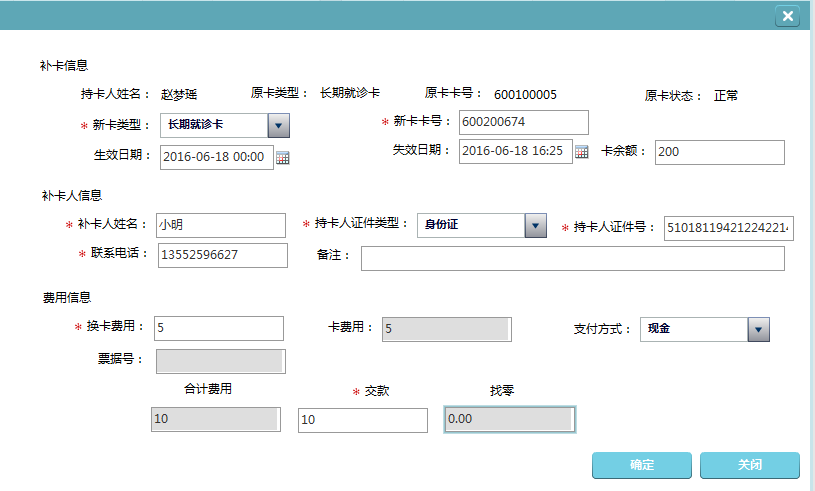 补卡信息
持卡人姓名： 赵梦瑶 原卡类型： 长期就诊卡 原卡卡号： 600100005 原卡状态： 正常
* 新卡类型： 长期就诊卡 * 新卡卡号： 600200674
生效日期： 2016-06-18 00:00 失效日期： 2016-06-18 16:25 卡余额： 200
补卡人信息
* 补卡人姓名： 小明 * 持卡人证件类型： 身份证 * 持卡人证件号： 51018119421224221
* 联系电话： 13552596627 备注：
费用信息
* 换卡费用： 5 卡费用： 5 支付方式： 现金
票据号：
合计费用 * 交款 找零
10 10 0.00
确定 关闭